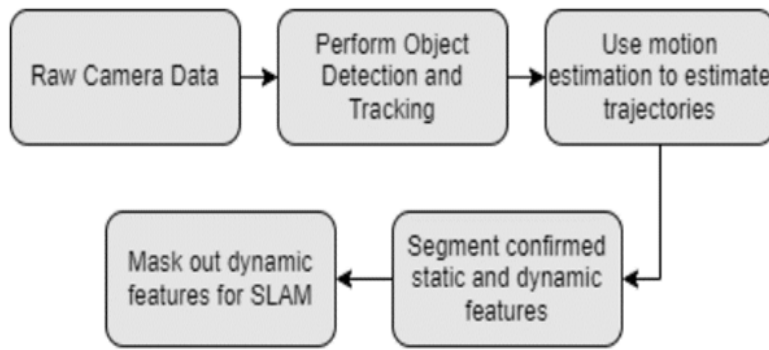 Raw Camera Data
Perform Object
Detection and
Tracking
Use motion
estimation to estimate
trajectories
Segment confirmed
static and dynamic
features
Mask out dynamic
features for SLAM